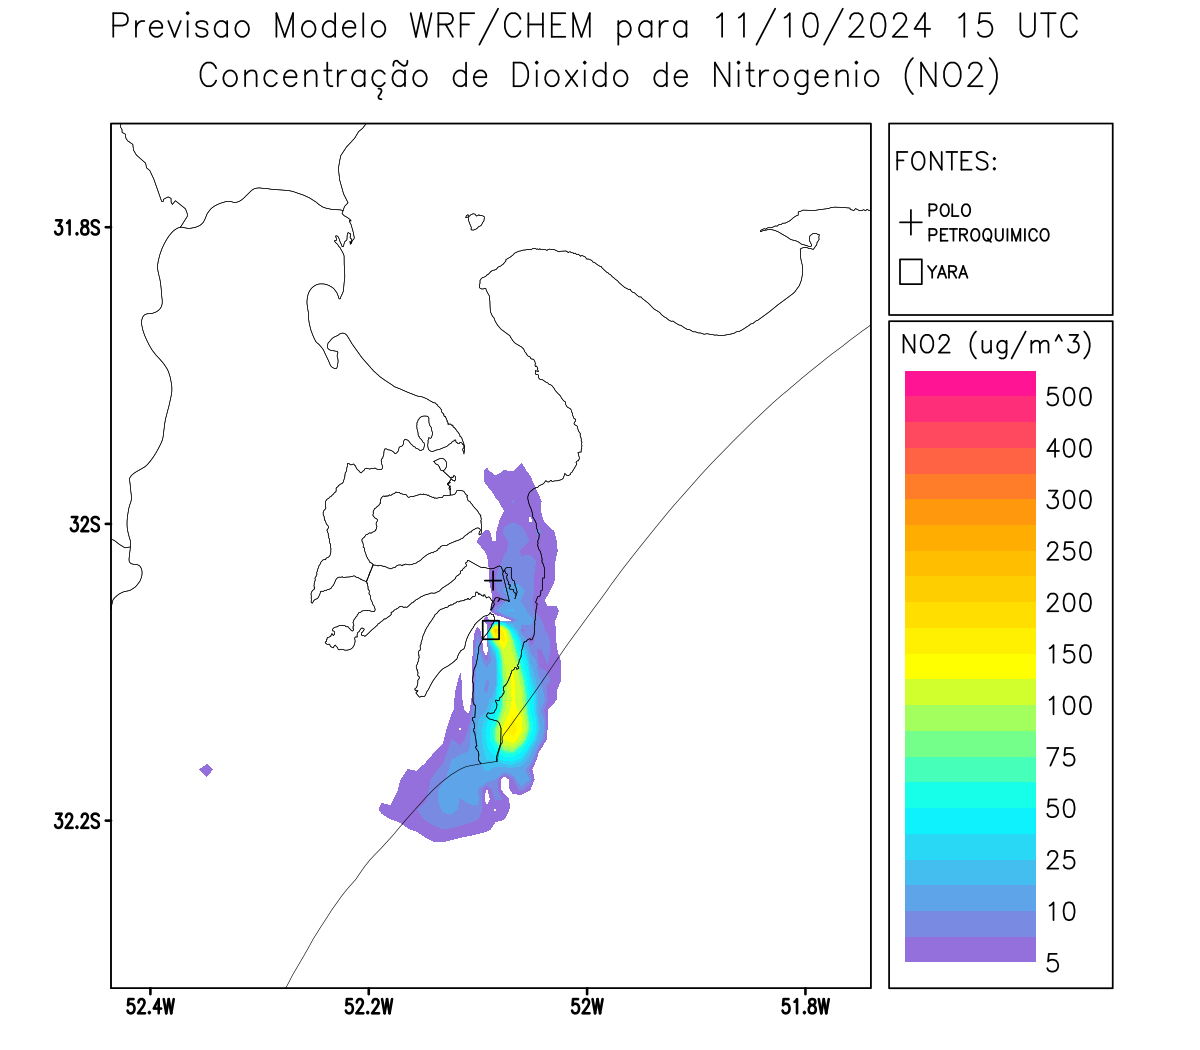 Previsao Modelo WRF/CHEM para 11/10/2024 15 UTC
Concentração de Dioxido de Nitrogenio (NO2)
FONTES:
POLO
PETROQUIMICO
YARA
NO2 (ug/m^3)
500
400
300
250
200
150
100
75
50
25
10
5
31.8S
32S
32.2S
52.4W
52.2W
52W
51.8W